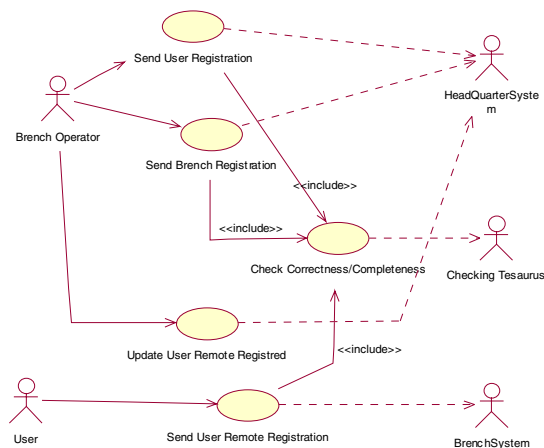 Send User Registration
HeadQuarterSyste
m
Brench Operator
Send Brench Registration
<<include>>
<<include>>
Check Correctness/Completeness
Checking Tesaurus
Update User Remote Registred
<<include>>
User
Send User Remote Registration
BrenchSystem